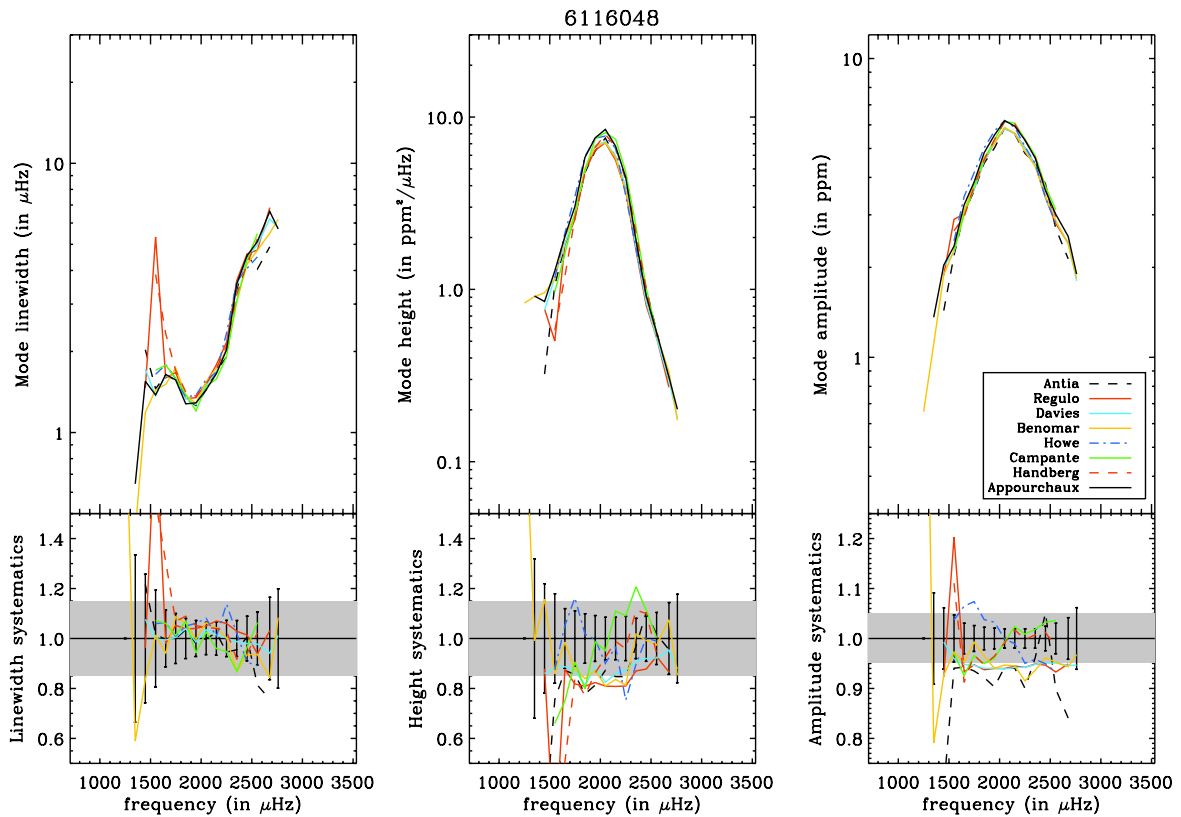 6116048
Mode linewidth (in μHz)
10
1
Linewidth systematics
1.4
1.2
1.0
0.8
0.6
1000 1500 2000 2500 3000 3500
frequency (in μHz)
Mode height (in ppm²/μHz)
10.0
1.0
0.1
Height systematics
1.4
1.2
1.0
0.8
0.6
1000 1500 2000 2500 3000 3500
frequency (in μHz)
Mode amplitude (in ppm)
10
1
Antia
Regulo
Davies
Benomar
Howe
Campante
Handberg
Appourchaux
Amplitude systematics
1.2
1.1
1.0
0.9
0.8
1000 1500 2000 2500 3000 3500
frequency (in μHz)